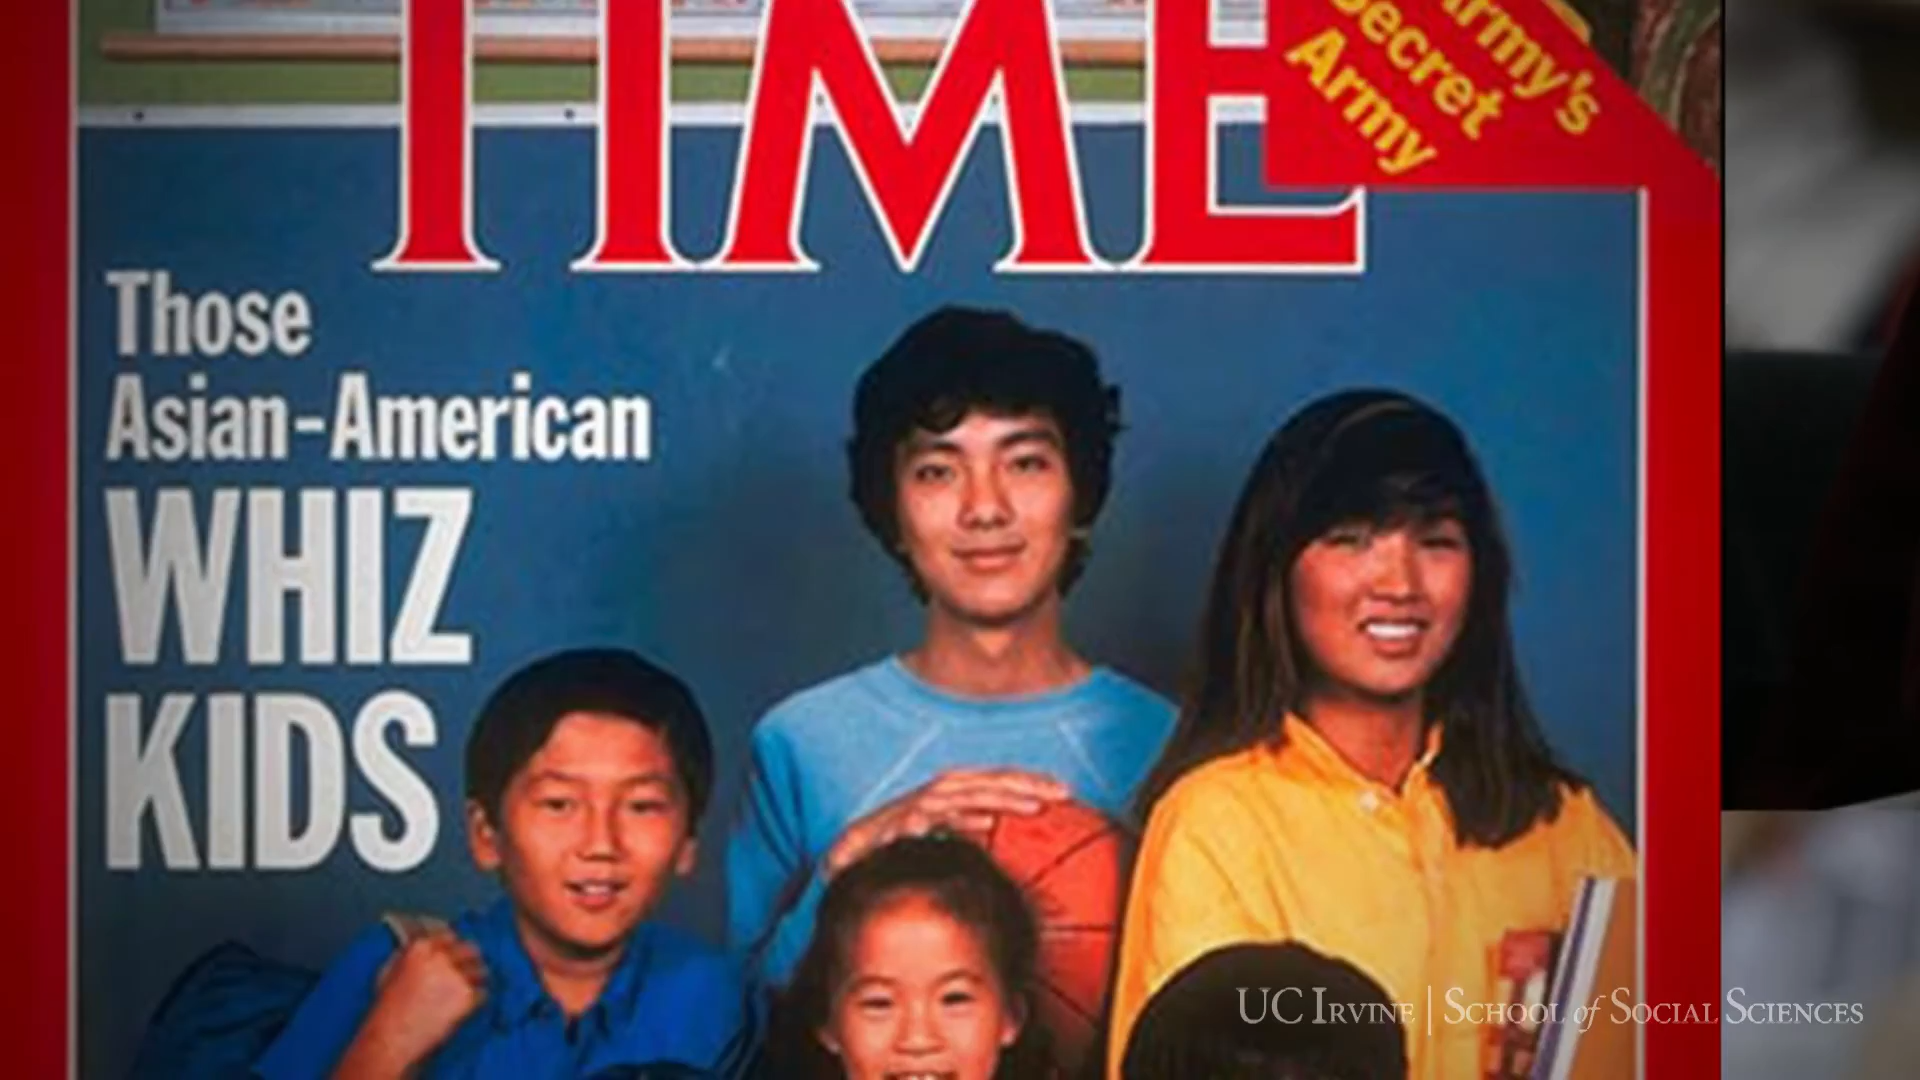 TIME
Army's
Secret
Army
Those
Asian-American
WHIZ
KIDS
UC IRVINE | SCHOOL of SOCIAL SCIENCES